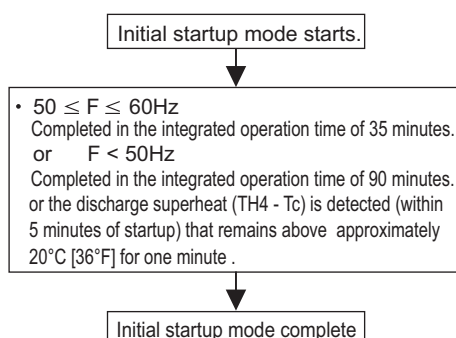 Initial startup mode starts.
• 50 ≤ F ≤ 60Hz
Completed in the integrated operation time of 35 minutes.
or F < 50Hz
Completed in the integrated operation time of 90 minutes.
or the discharge superheat (TH4 - Tc) is detected (within
5 minutes of startup) that remains above approximately
20°C [36°F] for one minute .
Initial startup mode complete